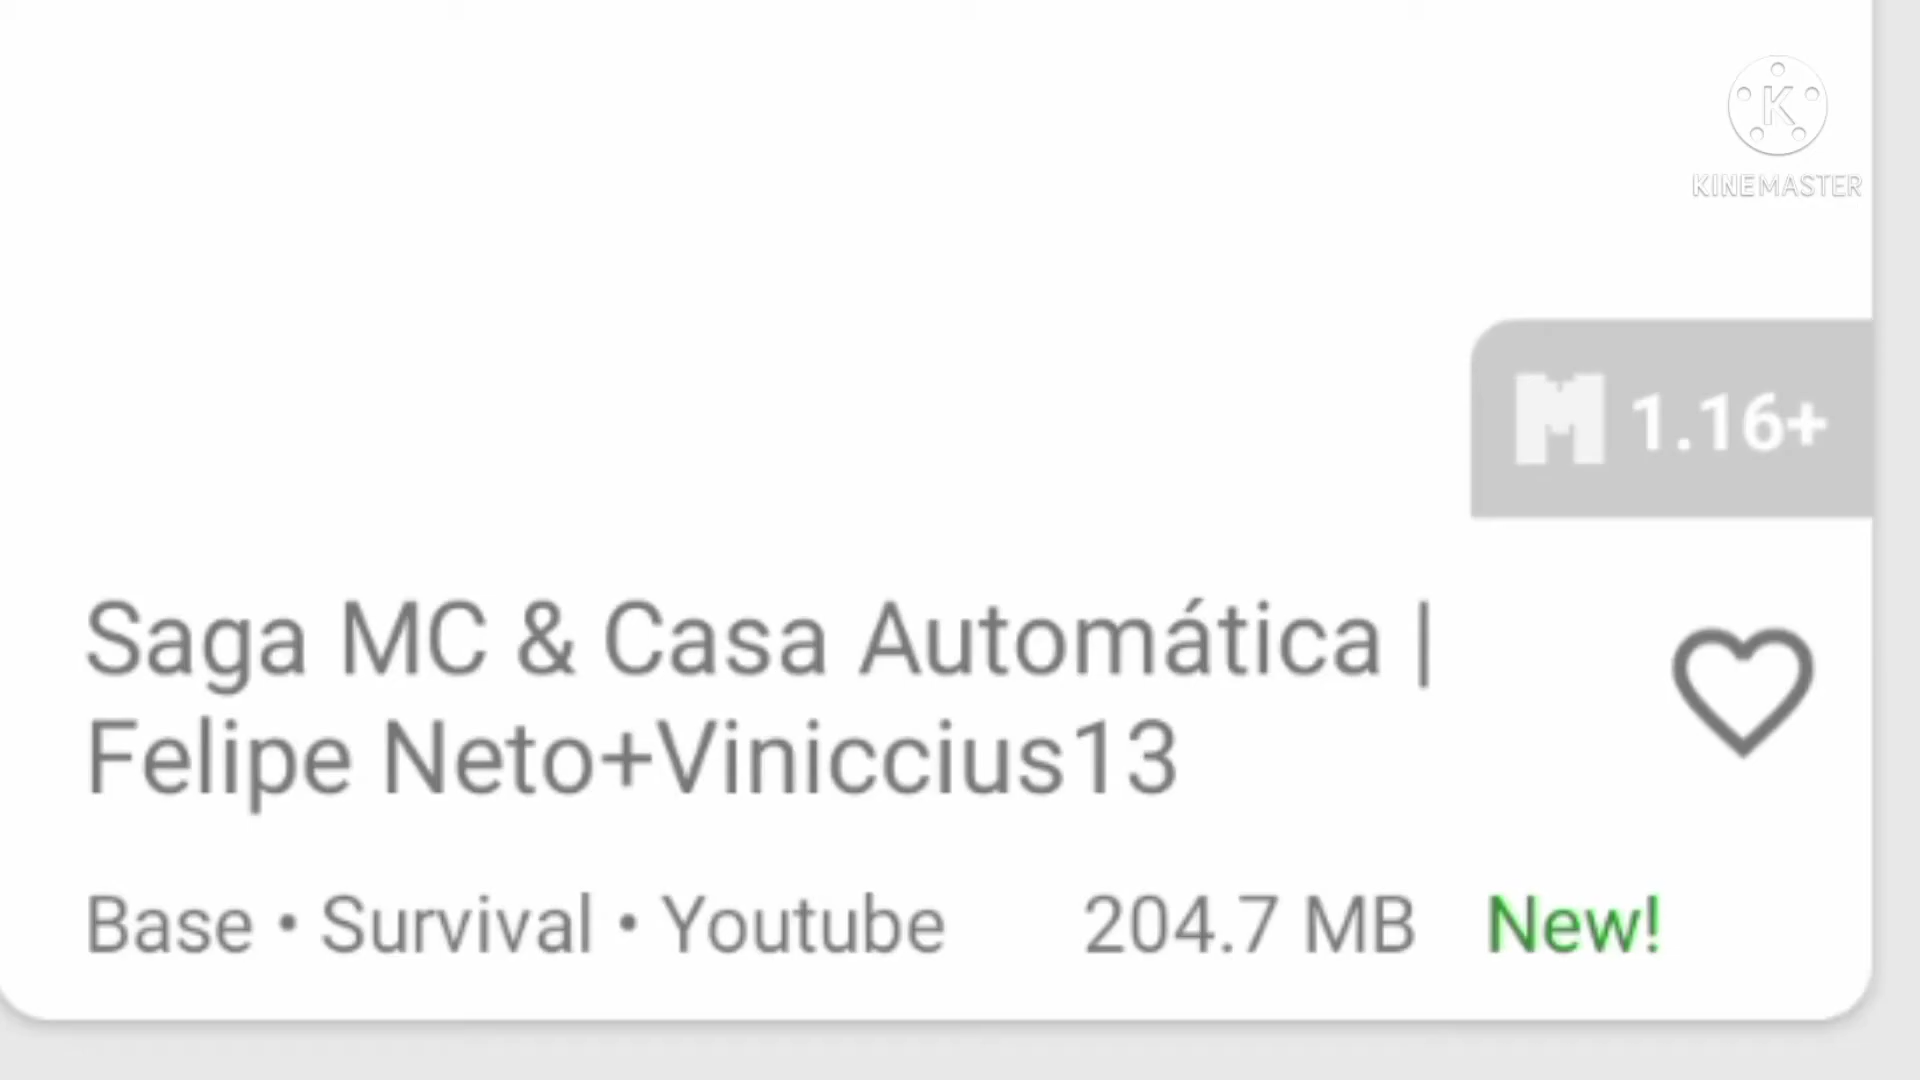 K
KINEMASTER
M 1.16+
Saga MC & Casa Automática |
Felipe Neto+Viniccius13
Base • Survival • Youtube 204.7 MB New!